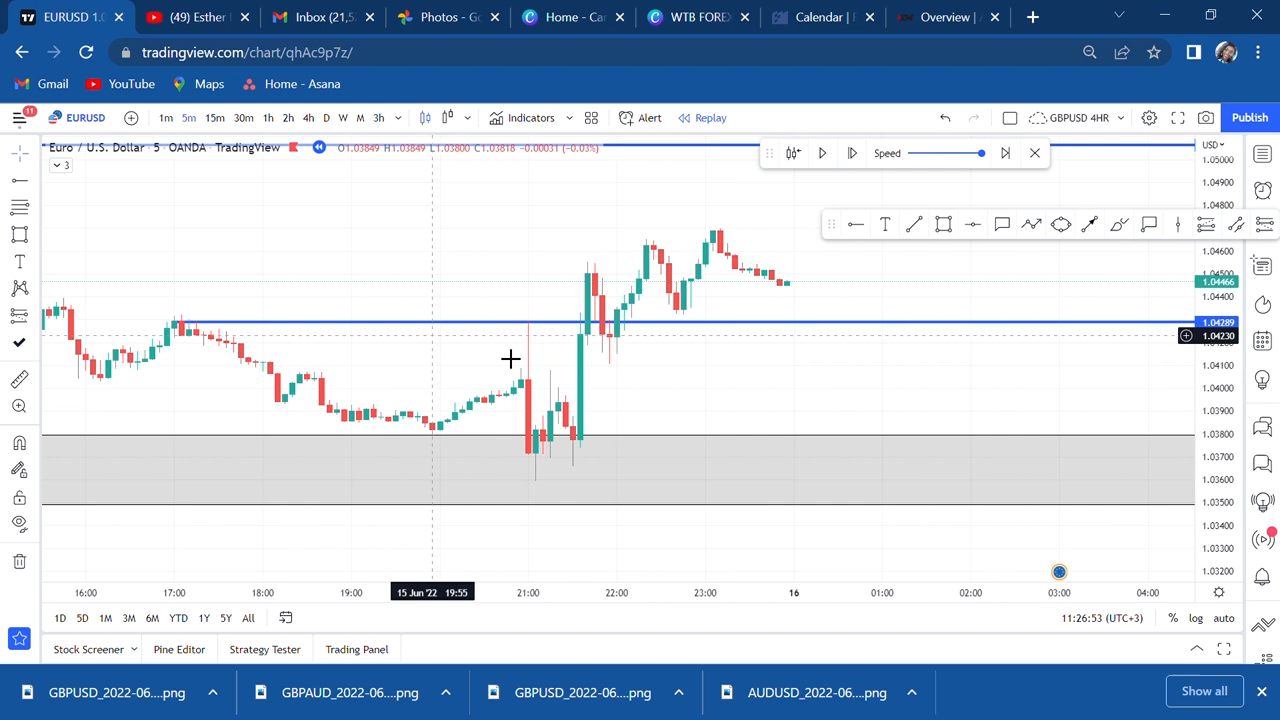 EURUSD 1.0
(49) Esther
Inbox (21,5
Photos - Go
Home - Can
WTB FOREX
Calendar |
Overview |
tradingview.com/chart/qhAc9p7z/
Gmail
YouTube
Maps
Home - Asana
11
EURUSD
1m 5m 15m 30m 1h 2h 4h D W M 3h
Indicators
Alert
Replay
GBPUSD 4HR
Publish
Euro / U.S. Dollar · 5 · OANDA · TradingView
O1.03849 H1.03849 L1.03800 C1.03818 −0.00031 (−0.03%)
3
Speed
USD
1.05000
1.04900
1.04800
1.04600
1.04466
1.04400
1.04289
1.04230
1.04100
1.04000
1.03900
1.03800
1.03700
1.03600
1.03500
1.03400
1.03300
1.03200
16:00 17:00 18:00 19:00 15 Jun '22 19:55 21:00 22:00 23:00 16 01:00 02:00 03:00 04:00
1D 5D 1M 3M 6M YTD 1Y 5Y All
11:26:53 (UTC+3)
% log auto
Stock Screener
Pine Editor
Strategy Tester
Trading Panel
GBPUSD_2022-06....png
GBPAUD_2022-06....png
GBPUSD_2022-06....png
AUDUSD_2022-06....png
Show all